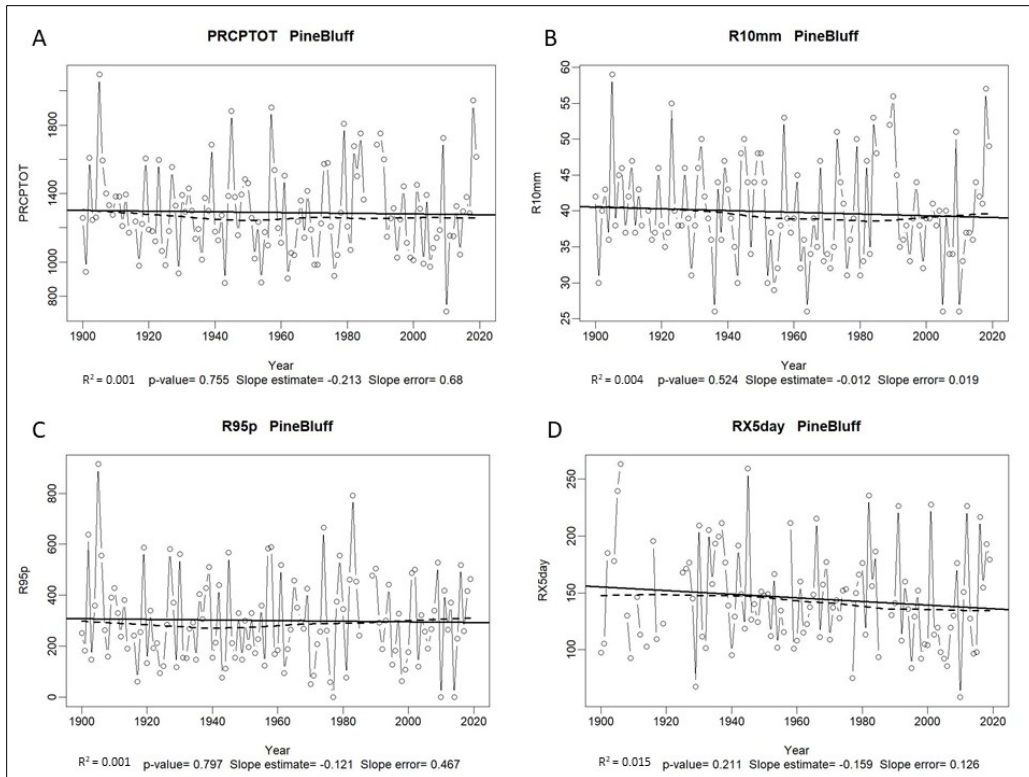 A
PRCPTOT PineBluff
PRCPTOT
1800
1400
1000
800
1900 1920 1940 1960 1980 2000 2020
Year
R² = 0.001 p-value= 0.755 Slope estimate= -0.213 Slope error= 0.68
B
R10mm PineBluff
R10mm
60
55
50
45
40
35
30
25
1900 1920 1940 1960 1980 2000 2020
Year
R² = 0.004 p-value= 0.524 Slope estimate= -0.012 Slope error= 0.019
C
R95p PineBluff
R95p
800
600
400
200
0
1900 1920 1940 1960 1980 2000 2020
Year
R² = 0.001 p-value= 0.797 Slope estimate= -0.121 Slope error= 0.467
D
RX5day PineBluff
RX5day
250
200
150
100
1900 1920 1940 1960 1980 2000 2020
Year
R² = 0.015 p-value= 0.211 Slope estimate= -0.159 Slope error= 0.126